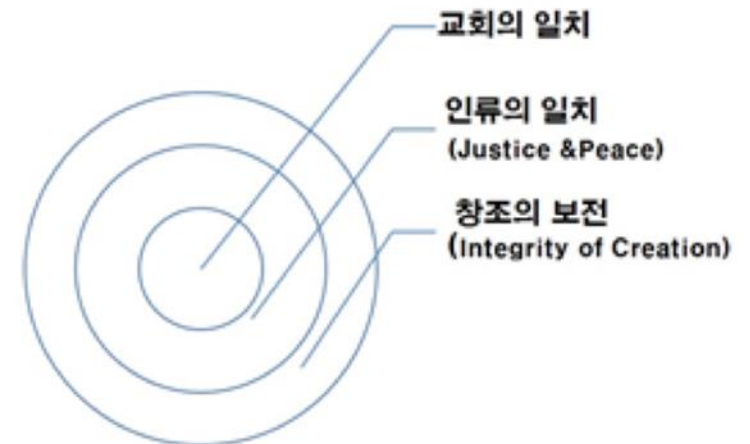 교회의 일치
인류의 일치
(Justice &Peace)
창조의 보전
(Integrity of Creation)